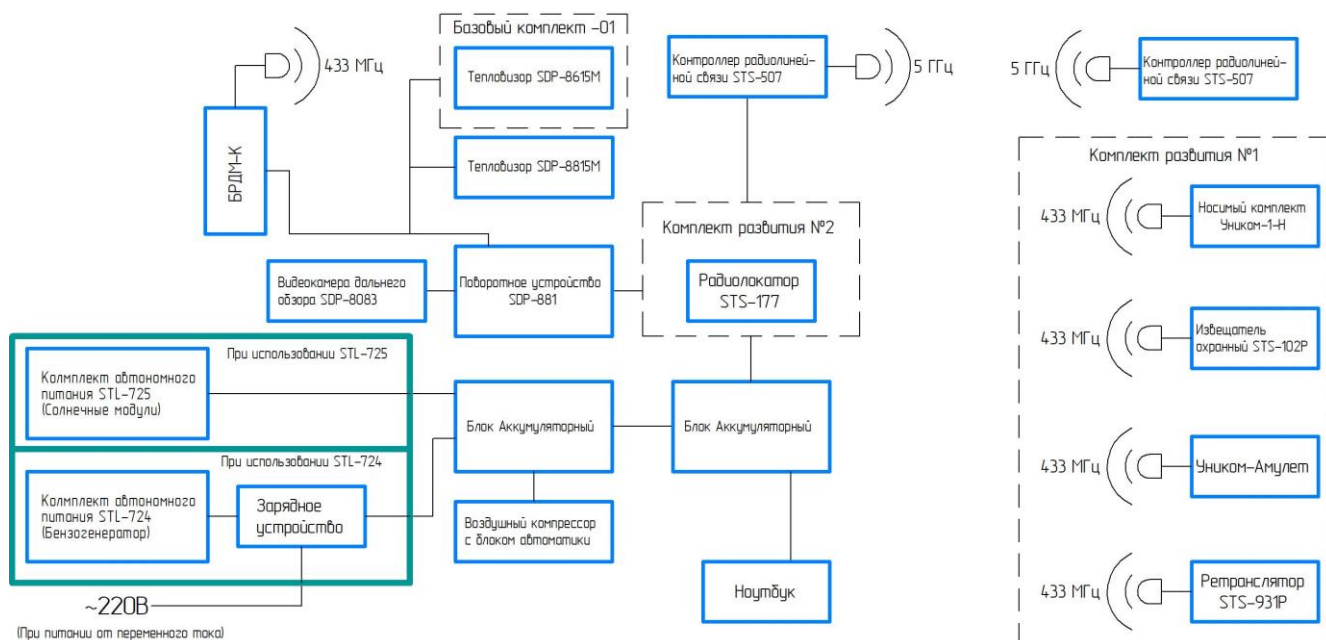 Базовый комплект -01
433 МГц
Тепловизор SDP-8615М
Контроллер радиолиней-
ной связи STS-507
5 ГГц
5 ГГц
Контроллер радиолиней-
ной связи STS-507
БРДМ-К
Тепловизор SDP-8815М
Комплект развития №1
433 МГц
Носимый комплект
Уником-1-Н
Комплект развития №2
Видеокамера дальнего
обзора SDP-8083
Поворотное устройство
SDP-881
Радиолокатор
STS-177
433 МГц
Извещатель
охранный STS-102Р
При использовании STL-725
Колмплект автономного
питания STL-725
(Солнечные модули)
Блок Аккумуляторный
Блок Аккумуляторный
При использовании STL-724
433 МГц
Уником-Амулет
Колмплект автономного
питания STL-724
(Бензогенератор)
Зарядное
устройство
Воздушный компрессор
с блоком автоматики
Ноутбук
433 МГц
Ретранслятор
STS-931Р
~220В
(При питании от переменного тока)